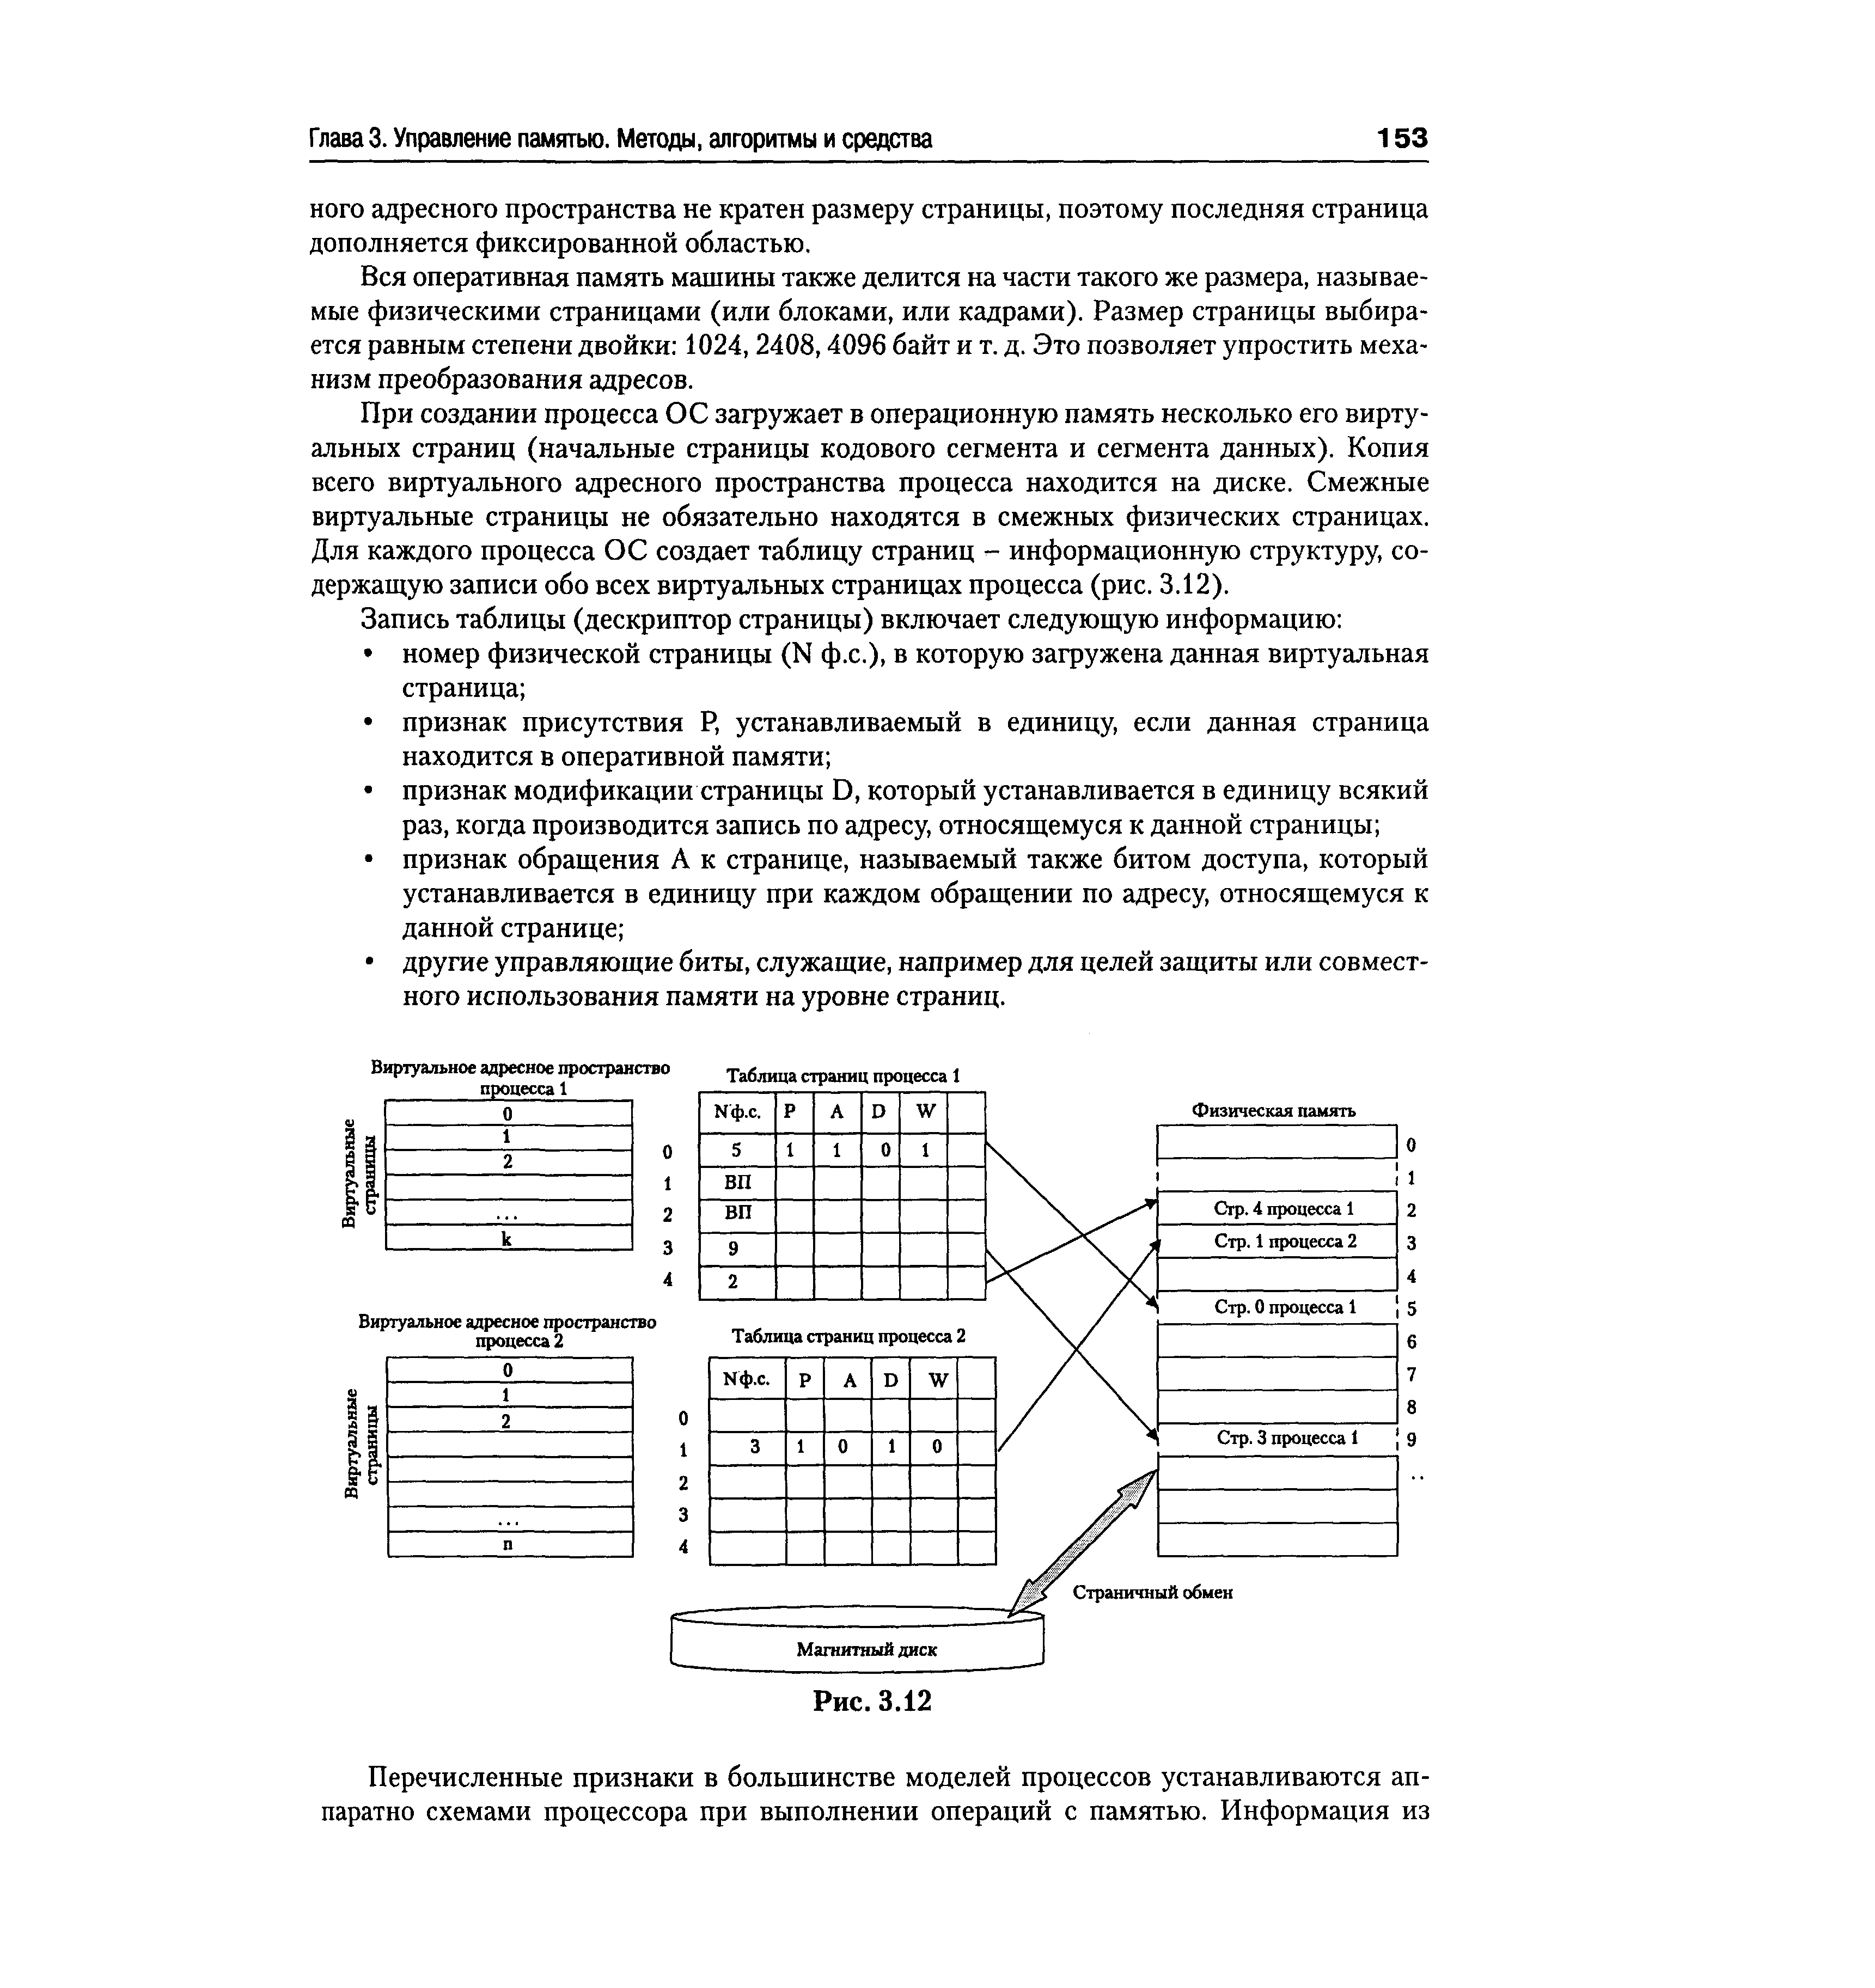 Глава 3. Управление памятью. Методы, алгоритмы и средства 153
ного адресного пространства не кратен размеру страницы, поэтому последняя страница
дополняется фиксированной областью.
Вся оперативная память машины также делится на части такого же размера, называе-
мые физическими страницами (или блоками, или кадрами). Размер страницы выбира-
ется равным степени двойки: 1024, 2408, 4096 байт и т. д. Это позволяет упростить меха-
низм преобразования адресов.
При создании процесса ОС загружает в операционную память несколько его вирту-
альных страниц (начальные страницы кодового сегмента и сегмента данных). Копия
всего виртуального адресного пространства процесса находится на диске. Смежные
виртуальные страницы не обязательно находятся в смежных физических страницах.
Для каждого процесса ОС создает таблицу страниц – информационную структуру, со-
держащую записи обо всех виртуальных страницах процесса (рис. 3.12).
Запись таблицы (дескриптор страницы) включает следующую информацию:
• номер физической страницы (N ф.с.), в которую загружена данная виртуальная
страница;
• признак присутствия P, устанавливаемый в единицу, если данная страница
находится в оперативной памяти;
• признак модификации страницы D, который устанавливается в единицу всякий
раз, когда производится запись по адресу, относящемуся к данной страницы;
• признак обращения А к странице, называемый также битом доступа, который
устанавливается в единицу при каждом обращении по адресу, относящемуся к
данной странице;
• другие управляющие биты, служащие, например для целей защиты или совмест-
ного использования памяти на уровне страниц.
Виртуальное адресное пространство
процесса 1
Виртуальные
страницы
0
1
2
...
k
Таблица страниц процесса 1
Nф.с. P A D W
0 5 1 1 0 1
1 ВП
2 ВП
3 9
4 2
Виртуальное адресное пространство
процесса 2
Виртуальные
страницы
0
1
2
...
n
Таблица страниц процесса 2
Nф.с. P A D W
0
1 3 1 0 1 0
2
3
4
Физическая память
0
1
Стр. 4 процесса 1 2
Стр. 1 процесса 2 3
4
Стр. 0 процесса 1 5
6
7
8
Стр. 3 процесса 1 9
..
Страничный обмен
Магнитный диск
Рис. 3.12
Перечисленные признаки в большинстве моделей процессов устанавливаются ап-
паратно схемами процессора при выполнении операций с памятью. Информация из